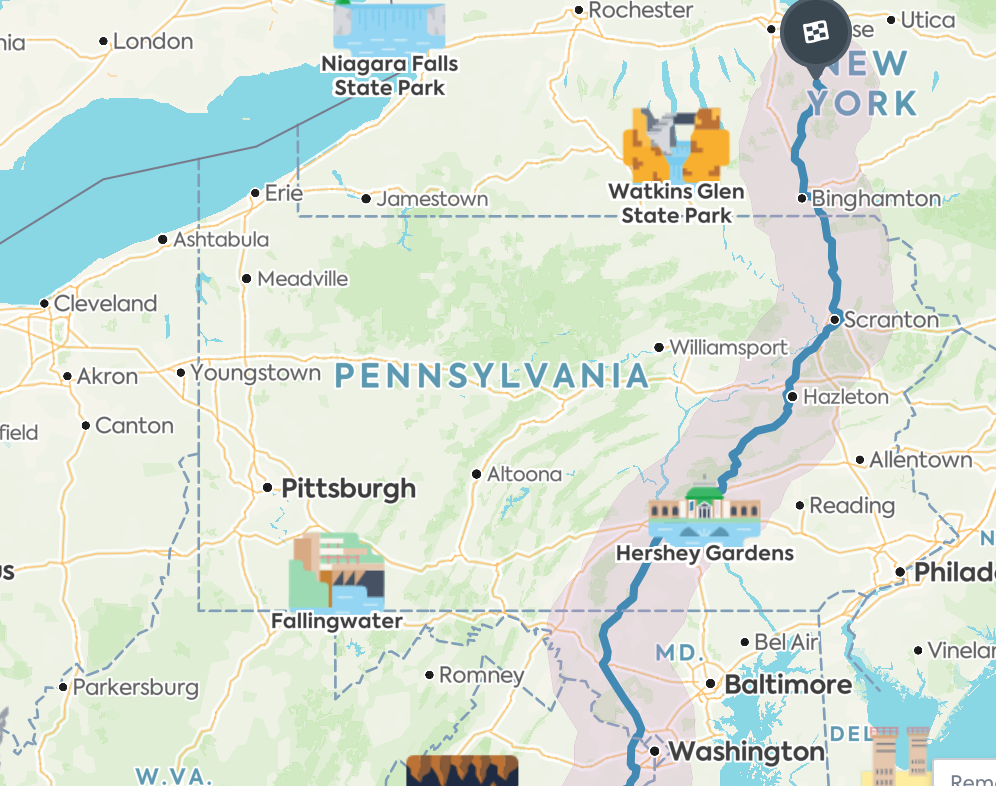 Rochester
Utica
London
se
nia
Niagara Falls
State Park
NEW
YORK
Watkins Glen
State Park
Erie
Jamestown
Binghamton
Ashtabula
Meadville
Cleveland
Scranton
Williamsport
Akron
Youngstown
PENNSYLVANIA
Hazleton
Canton
field
Altoona
Allentown
Pittsburgh
Reading
N
Hershey Gardens
us
Philad
Fallingwater
MD.
Bel Air
Vinelan
Romney
Parkersburg
Baltimore
DEL
Washington
W.VA.
Rem